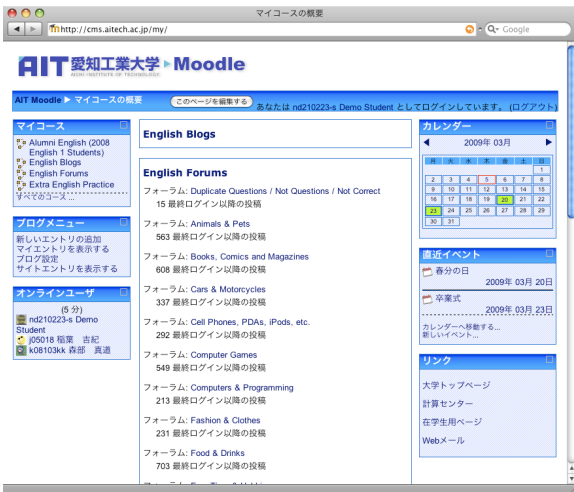 マイコースの概要
http://cms.aitech.ac.jp/my/
Google
AIT 愛知工業大学 Moodle
AICHI INSTITUTE OF TECHNOLOGY
AIT Moodle ▶ マイコースの概要
このページを編集する
あなたは nd210223-s Demo Student としてログインしています。 (ログアウト)
マイコース
Alumni English (2008
English 1 Students)
English Blogs
English Forums
Extra English Practice
すべてのコース ...
ブログメニュー
新しいエントリの追加
マイエントリを表示する
ブログ設定
サイトエントリを表示する
オンラインユーザ
(5 分)
nd210223-s Demo
Student
j05018 稲葉 吉紀
k08103kk 森部 真道
English Blogs
English Forums
フォーラム: Duplicate Questions / Not Questions / Not Correct
15 最終ログイン以降の投稿
フォーラム: Animals & Pets
563 最終ログイン以降の投稿
フォーラム: Books, Comics and Magazines
608 最終ログイン以降の投稿
フォーラム: Cars & Motorcycles
337 最終ログイン以降の投稿
フォーラム: Cell Phones, PDAs, iPods, etc.
292 最終ログイン以降の投稿
フォーラム: Computer Games
549 最終ログイン以降の投稿
フォーラム: Computers & Programming
213 最終ログイン以降の投稿
フォーラム: Fashion & Clothes
231 最終ログイン以降の投稿
フォーラム: Food & Drinks
703 最終ログイン以降の投稿
カレンダー
◀ 2009年 03月 ▶
月 火 水 木 金 土 日
1
2 3 4 5 6 7 8
9 10 11 12 13 14 15
16 17 18 19 20 21 22
23 24 25 26 27 28 29
30 31
直近イベント
春分の日
2009年 03月 20日
卒業式
2009年 03月 23日
カレンダーへ移動する...
新しいイベント...
リンク
大学トップページ
計算センター
在学生用ページ
Webメール